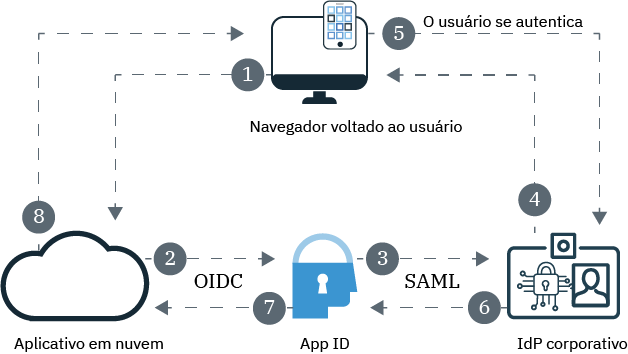 5 O usuário se autentica
1
Navegador voltado ao usuário
4
8
2 3
OIDC SAML
7 6
Aplicativo em nuvem App ID IdP corporativo